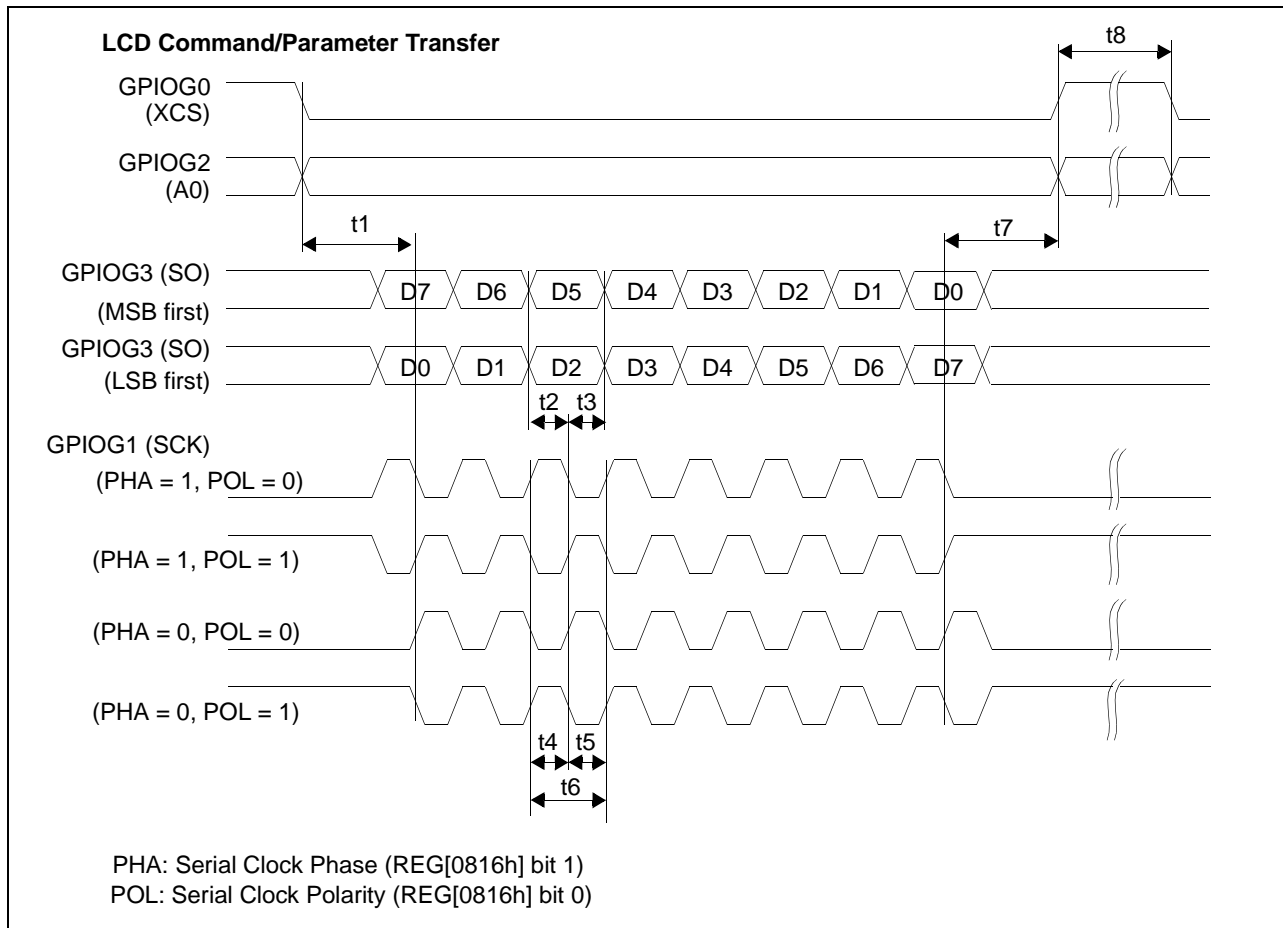 LCD Command/Parameter Transfer
t8
GPIOG0
(XCS)
GPIOG2
(A0)
t1
t7
GPIOG3 (SO)
(MSB first)
D7 D6 D5 D4 D3 D2 D1 D0
GPIOG3 (SO)
(LSB first)
D0 D1 D2 D3 D4 D5 D6 D7
t2 t3
GPIOG1 (SCK)
(PHA = 1, POL = 0)
(PHA = 1, POL = 1)
(PHA = 0, POL = 0)
(PHA = 0, POL = 1)
t4 t5
t6
PHA: Serial Clock Phase (REG[0816h] bit 1)
POL: Serial Clock Polarity (REG[0816h] bit 0)